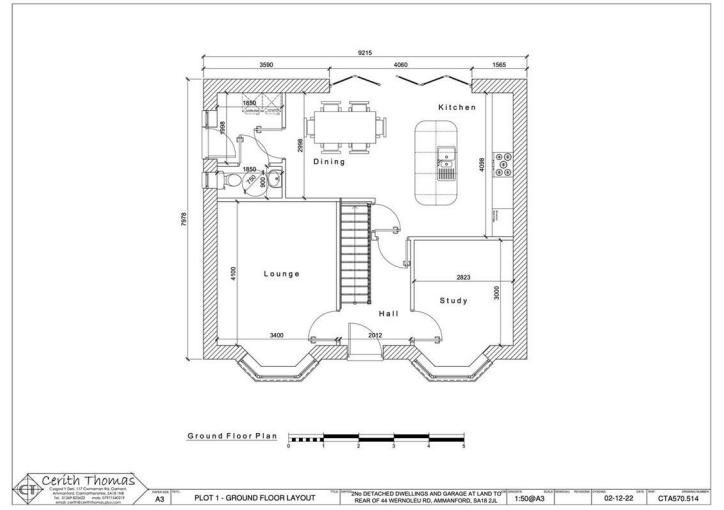 9215
3590
4060
1565
7978
1850
1998
2998
4098
Kitchen
Dining
1850
750
900
4100
Lounge
2823
3000
Study
Hall
3400
2012
Ground Floor Plan
0 1 2 3 4 5
Cerith Thomas
A3
PLOT 1 - GROUND FLOOR LAYOUT
2No DETACHED DWELLINGS AND GARAGE AT LAND TO
REAR OF 44 WERNOLEU RD, AMMANFORD, SA18 2JL
1:50@A3
02-12-22
CTA570.514